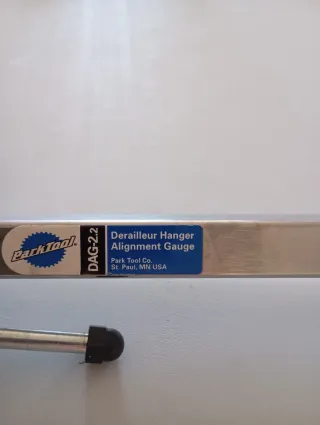 ParkTool
DAG-2.2
Derailleur Hanger
Alignment Gauge
Park Tool Co.
St. Paul, MN USA